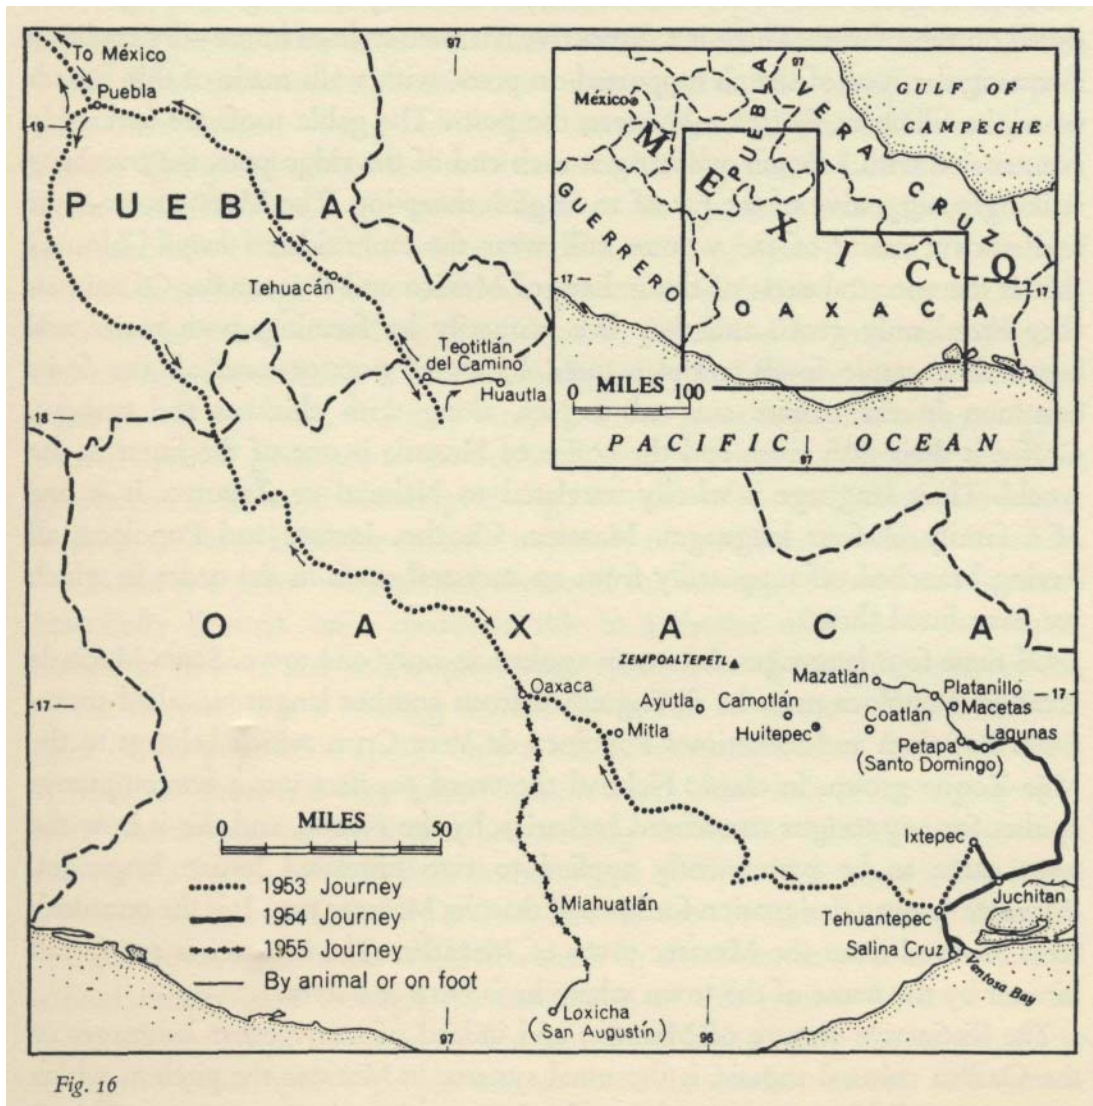 To México
97
Puebla
19
PUEBLA
Tehuacán
Teotitlán
del Camino
Huautla
18
97
México
GULF OF
CAMPECHE
MEXICO
PUEBLA
VERA CRUZ
GUERRERO
17
17
OAXACA
MILES 100
0
PACIFIC OCEAN
97
OAXACA
ZEMPOALTEPETL
Mazatlan
Platanillo
17
17
Oaxaca
Ayutla
Camotlán
Macetas
Mitla
Huitepec
Coatlán
Lagunas
Petapa
(Santo Domingo)
0 MILES 50
Ixtepec
1953 Journey
Juchitan
1954 Journey
Miahuatlán
Tehuantepec
1955 Journey
Salina Cruz
By animal or on foot
Ventosa Bay
Loxicha
(San Augustín)
97
96
Fig. 16